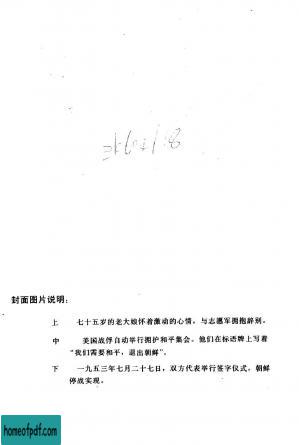 封面图片说明：
上 七十五岁的老大娘怀着激动的心情，与志愿军拥抱辞别。
中 美国战俘自动举行拥护和平集会。他们在标语牌上写着
“我们需要和平，退出朝鲜”。
下 一九五三年七月二十七日，双方代表举行签字仪式，朝鲜
停战实现。
homeofpdf.com
homeofpdf.com